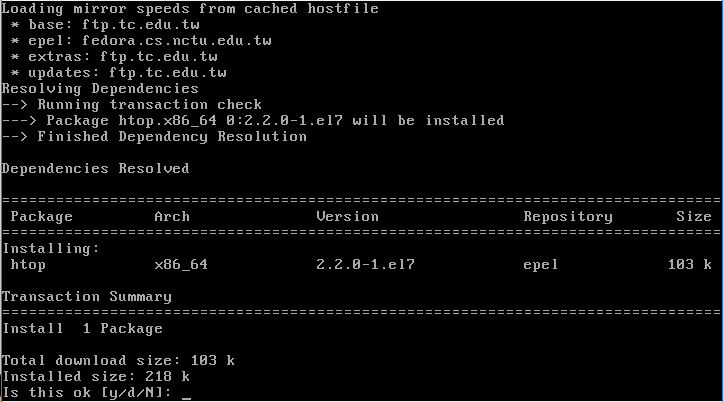 Loading mirror speeds from cached hostfile
 * base: ftp.tc.edu.tw
 * epel: fedora.cs.nctu.edu.tw
 * extras: ftp.tc.edu.tw
 * updates: ftp.tc.edu.tw
Resolving Dependencies
--> Running transaction check
---> Package htop.x86_64 0:2.2.0-1.el7 will be installed
--> Finished Dependency Resolution

Dependencies Resolved

================================================================================
 Package          Arch              Version                Repository       Size
================================================================================
Installing:
 htop             x86_64            2.2.0-1.el7            epel            103 k

Transaction Summary
================================================================================
Install  1 Package

Total download size: 103 k
Installed size: 218 k
Is this ok [y/d/N]: _